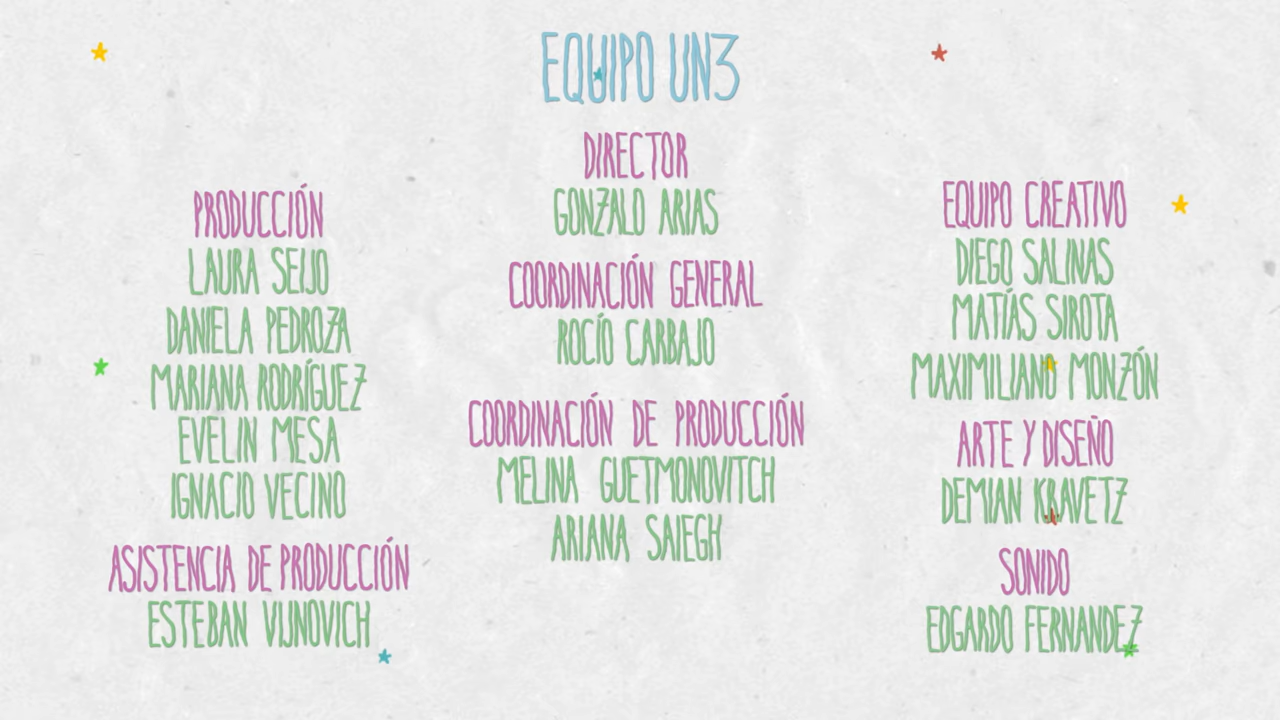 EQUIPO UN3
DIRECTOR
GONZALO ARIAS
COORDINACIÓN GENERAL
ROCÍO CARBAJO
COORDINACIÓN DE PRODUCCIÓN
MELINA GUETMONOVITCH
ARIANA SAIEGH
PRODUCCIÓN
LAURA SEIJO
DANIELA PEDROZA
MARIANA RODRÍGUEZ
EVELIN MESA
IGNACIO VECINO
ASISTENCIA DE PRODUCCIÓN
ESTEBAN VIJNOVICH
EQUIPO CREATIVO
DIEGO SALINAS
MATÍAS SIROTA
MAXIMILIANO MONZÓN
ARTE Y DISEÑO
DEMIAN KRAVETZ
SONIDO
EDGARDO FERNANDEZ